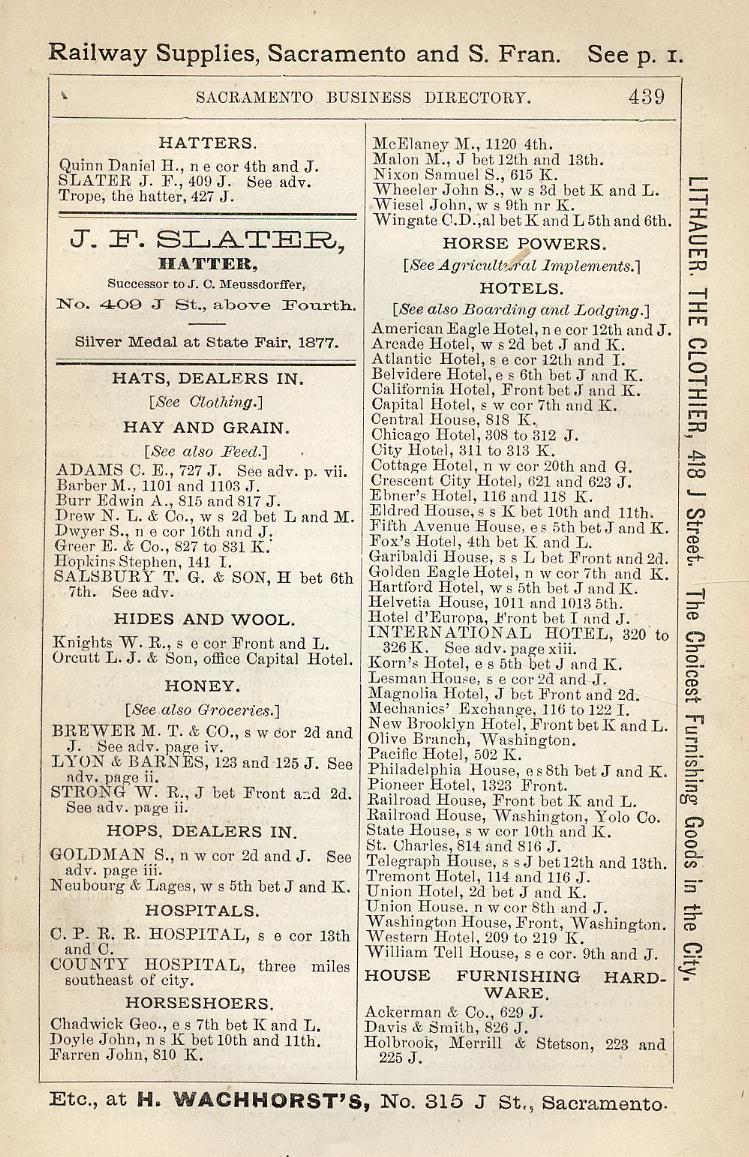 Railway Supplies, Sacramento and S. Fran. See p. 1.
SACRAMENTO BUSINESS DIRECTORY. 439
HATTERS.
Quinn Daniel H., n e cor 4th and J.
SLATER J. F., 409 J. See adv.
Trope, the hatter, 427 J.
J. F. SLATER,
HATTER,
Successor to J. C. Meussdorffer,
No. 409 J St., above Fourth.
Silver Medal at State Fair, 1877.
HATS, DEALERS IN.
[See Clothing.]
HAY AND GRAIN.
[See also Feed.]
ADAMS C. E., 727 J. See adv. p. vii.
Barber M., 1101 and 1103 J.
Burr Edwin A., 815 and 817 J.
Drew N. L. & Co., w s 2d bet L and M.
Dwyer S., n e cor 16th and J.
Greer E. & Co., 827 to 831 K.
Hopkins Stephen, 141 I.
SALSBURY T. G. & SON, H bet 6th
7th. See adv.
HIDES AND WOOL.
Knights W. R., s e cor Front and L.
Orcutt L. J. & Son, office Capital Hotel.
HONEY.
[See also Groceries.]
BREWER M. T. & CO., s w cor 2d and
J. See adv. page iv.
LYON & BARNES, 123 and 125 J. See
adv. page ii.
STRONG W. R., J bet Front and 2d.
See adv. page ii.
HOPS, DEALERS IN.
GOLDMAN S., n w cor 2d and J. See
adv. page iii.
Neubourg & Lages, w s 5th bet J and K.
HOSPITALS.
C. P. R. R. HOSPITAL, s e cor 13th
and C.
COUNTY HOSPITAL, three miles
southeast of city.
HORSESHOERS.
Chadwick Geo., e s 7th bet K and L.
Doyle John, n s K bet 10th and 11th.
Farren John, 810 K.
McElaney M., 1120 4th.
Malon M., J bet 12th and 13th.
Nixon Samuel S., 615 K.
Wheeler John S., w s 3d bet K and L.
Wiesel John, w s 9th nr K.
Wingate C.D., al bet K and L 5th and 6th.
HORSE POWERS.
[See Agricultural Implements.]
HOTELS.
[See also Boarding and Lodging.]
American Eagle Hotel, n e cor 12th and J.
Arcade Hotel, w s 2d bet J and K.
Atlantic Hotel, s e cor 12th and I.
Belvidere Hotel, e s 6th bet J and K.
California Hotel, Front bet J and K.
Capital Hotel, s w cor 7th and K.
Central House, 818 K.
Chicago Hotel, 308 to 312 J.
City Hotel, 311 to 313 K.
Cottage Hotel, n w cor 20th and G.
Crescent City Hotel, 621 and 623 J.
Ebner's Hotel, 116 and 118 K.
Eldred House, s s K bet 10th and 11th.
Fifth Avenue House, e s 5th bet J and K.
Fox's Hotel, 4th bet K and L.
Garibaldi House, s s L bet Front and 2d.
Golden Eagle Hotel, n w cor 7th and K.
Hartford Hotel, w s 5th bet J and K.
Helvetia House, 1011 and 1013 5th.
Hotel d'Europa, Front bet I and J.
INTERNATIONAL HOTEL, 320 to
326 K. See adv. page xiii.
Korn's Hotel, e s 5th bet J and K.
Lesman House, s e cor 2d and J.
Magnolia Hotel, J bet Front and 2d.
Mechanics' Exchange, 116 to 122 I.
New Brooklyn Hotel, Front bet K and L.
Olive Branch, Washington.
Pacific Hotel, 502 K.
Philadelphia House, e s 8th bet J and K.
Pioneer Hotel, 1323 Front.
Railroad House, Front bet K and L.
Railroad House, Washington, Yolo Co.
State House, s w cor 10th and K.
St. Charles, 814 and 816 J.
Telegraph House, s s J bet 12th and 13th.
Tremont Hotel, 114 and 116 J.
Union Hotel, 2d bet J and K.
Union House. n w cor 8th and J.
Washington House, Front, Washington.
Western Hotel, 209 to 219 K.
William Tell House, s e cor. 9th and J.
HOUSE FURNISHING HARD-
WARE.
Ackerman & Co., 629 J.
Davis & Smith, 826 J.
Holbrook, Merrill & Stetson, 223 and
225 J.
LITHAUER, THE CLOTHIER, 418 J Street. The Choicest Furnishing Goods in the City.
Etc., at H. WACHHORST'S, No. 315 J St., Sacramento.